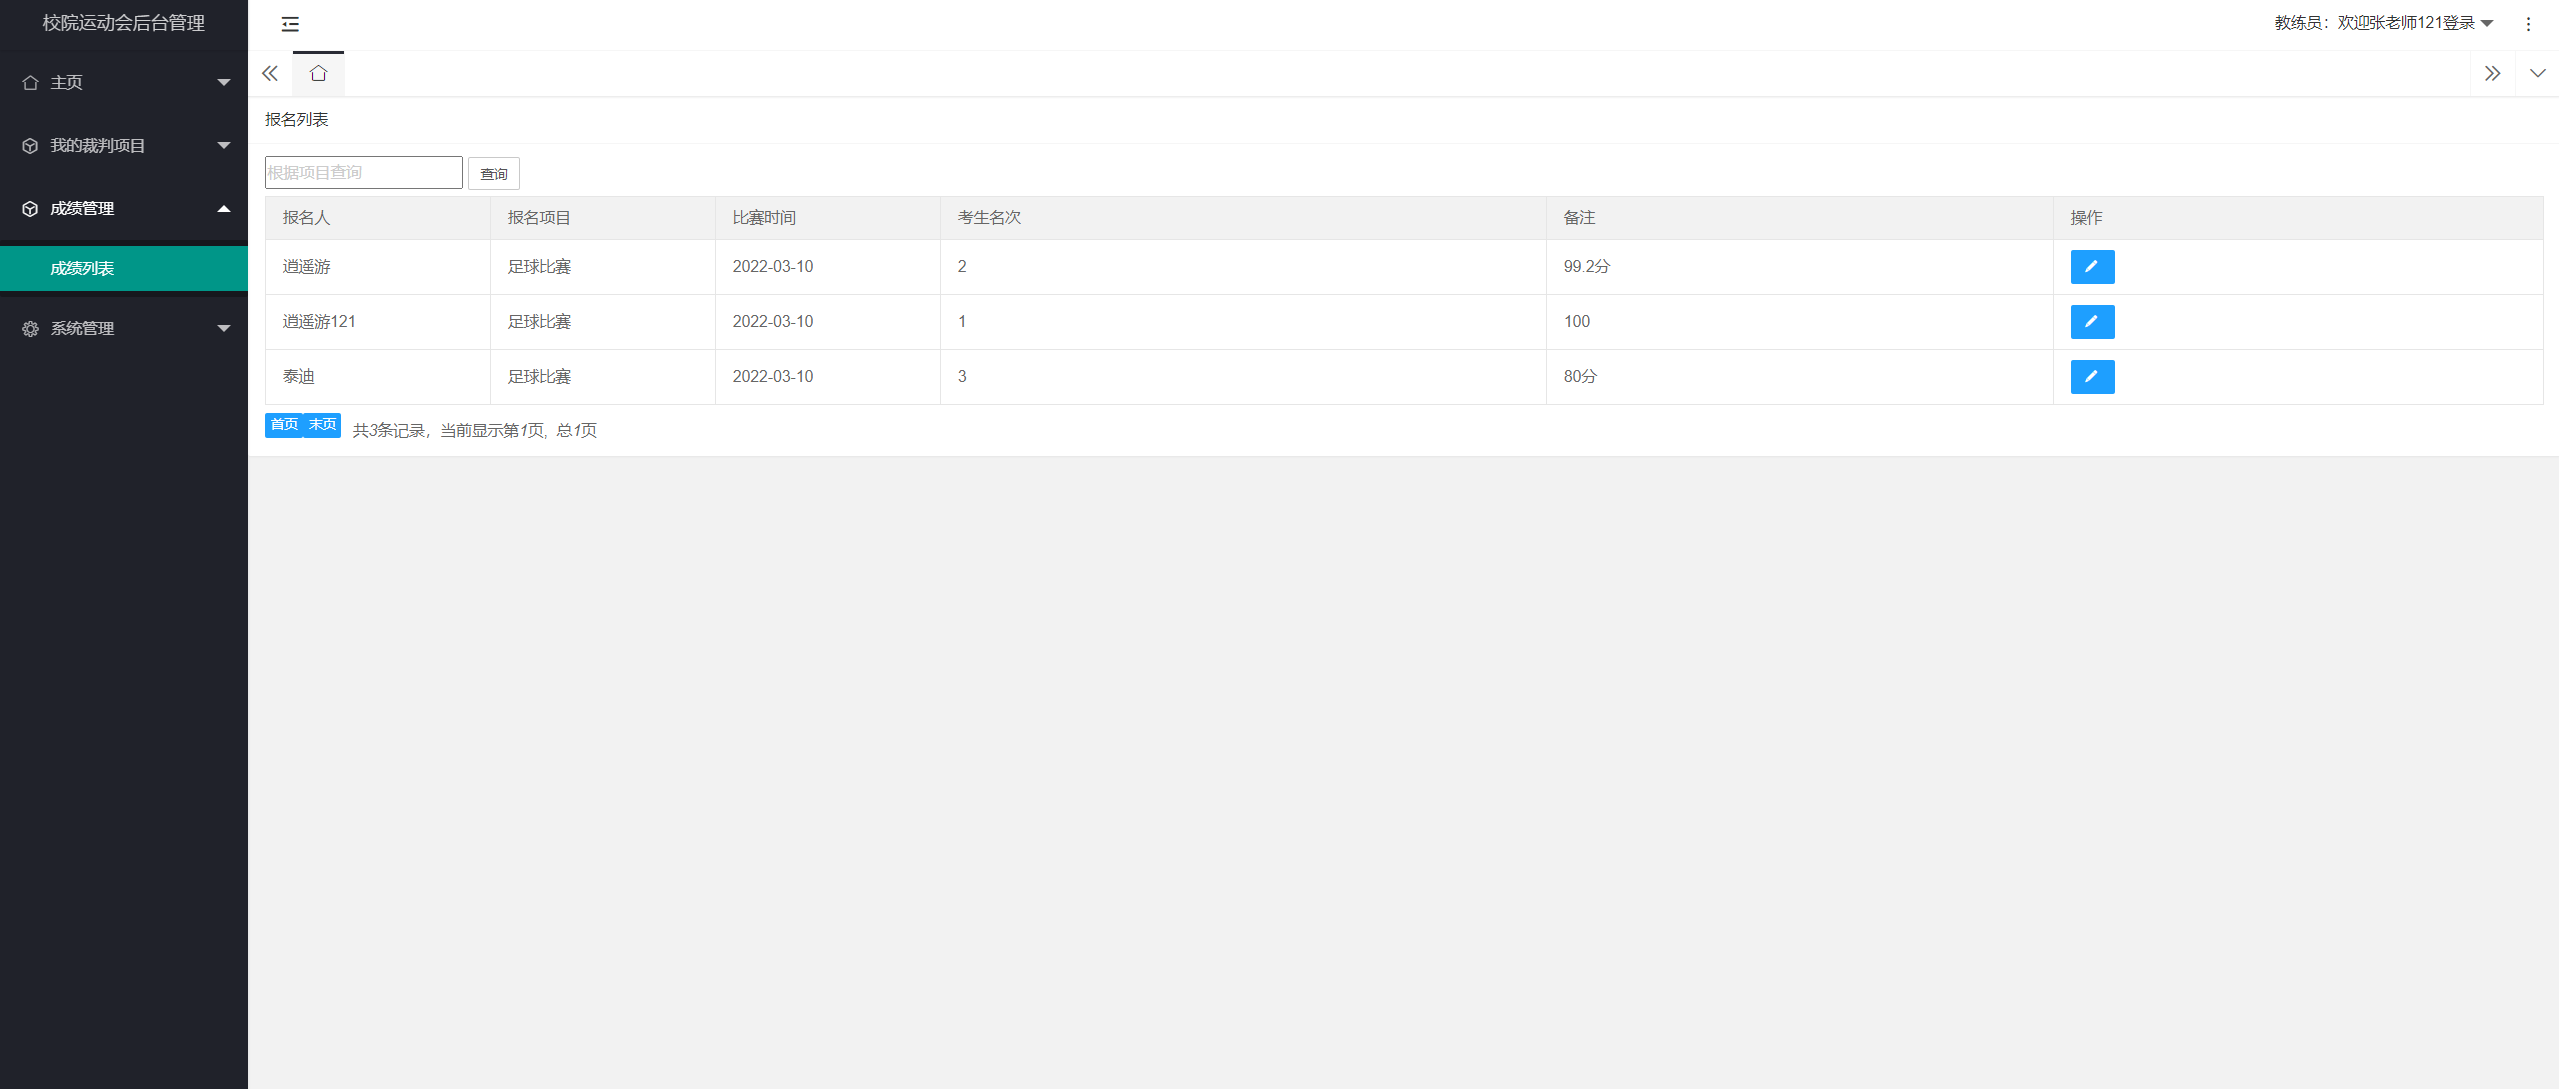 校院运动会后台管理
教练员：欢迎张老师121登录
主页
我的裁判项目
成绩管理
成绩列表
系统管理
报名列表
根据项目查询 查询
报名人 报名项目 比赛时间 考生名次 备注 操作
逍遥游 足球比赛 2022-03-10 2 99.2分
逍遥游121 足球比赛 2022-03-10 1 100
泰迪 足球比赛 2022-03-10 3 80分
首页 末页 共3条记录，当前显示第1页, 总1页